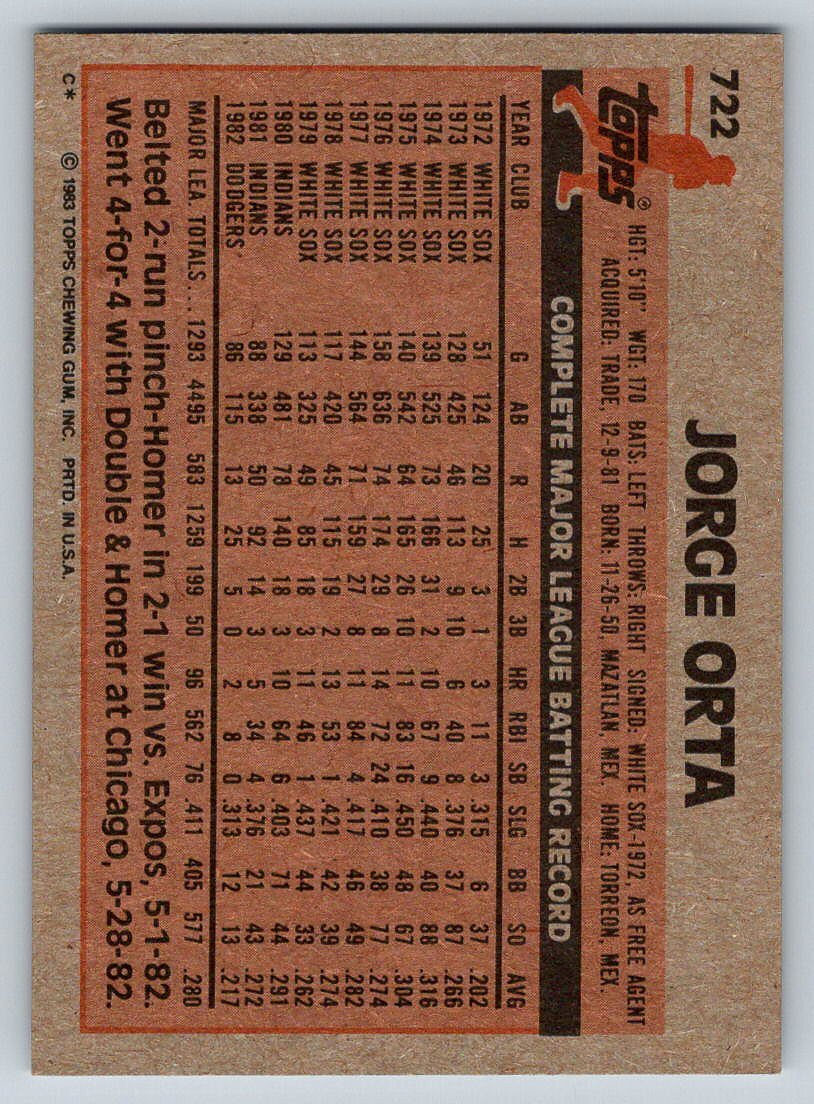 722
JORGE ORTA
topps®
HGT: 5'10" WGT: 170 BATS: LEFT THROWS: RIGHT SIGNED: WHITE SOX-1972, AS FREE AGENT
ACQUIRED: TRADE, 12-9-81 BORN: 11-26-50, MAZATLAN, MEX. HOME: TORREON, MEX.
COMPLETE MAJOR LEAGUE BATTING RECORD
YEAR CLUB G AB R H 2B 3B HR RBI SB SLG BB SO AVG
1972 WHITE SOX 51 124 20 25 3 1 3 11 3 .315 6 37 .202
1973 WHITE SOX 128 425 46 113 9 10 6 40 8 .376 37 87 .266
1974 WHITE SOX 139 525 73 166 31 2 10 67 9 .440 40 88 .316
1975 WHITE SOX 140 542 64 165 26 10 11 83 16 .450 48 67 .304
1976 WHITE SOX 158 636 74 174 29 8 14 72 24 .410 38 77 .274
1977 WHITE SOX 144 564 71 159 27 8 11 84 4 .417 46 49 .282
1978 WHITE SOX 117 420 45 115 19 2 13 53 1 .421 42 39 .274
1979 WHITE SOX 113 325 49 85 18 3 11 46 1 .437 44 33 .262
1980 INDIANS 129 481 78 140 18 3 10 64 6 .403 71 44 .291
1981 INDIANS 88 338 50 92 14 3 5 34 4 .376 21 43 .272
1982 DODGERS 86 115 13 25 5 0 2 8 0 .313 12 13 .217
MAJOR LEA. TOTALS... 1293 4495 583 1259 199 50 96 562 76 .411 405 577 .280
Belted 2-run pinch-Homer in 2-1 win vs. Expos, 5-1-82.
Went 4-for-4 with Double & Homer at Chicago, 5-28-82.
C* © 1983 TOPPS CHEWING GUM, INC. PRTD. IN U.S.A.